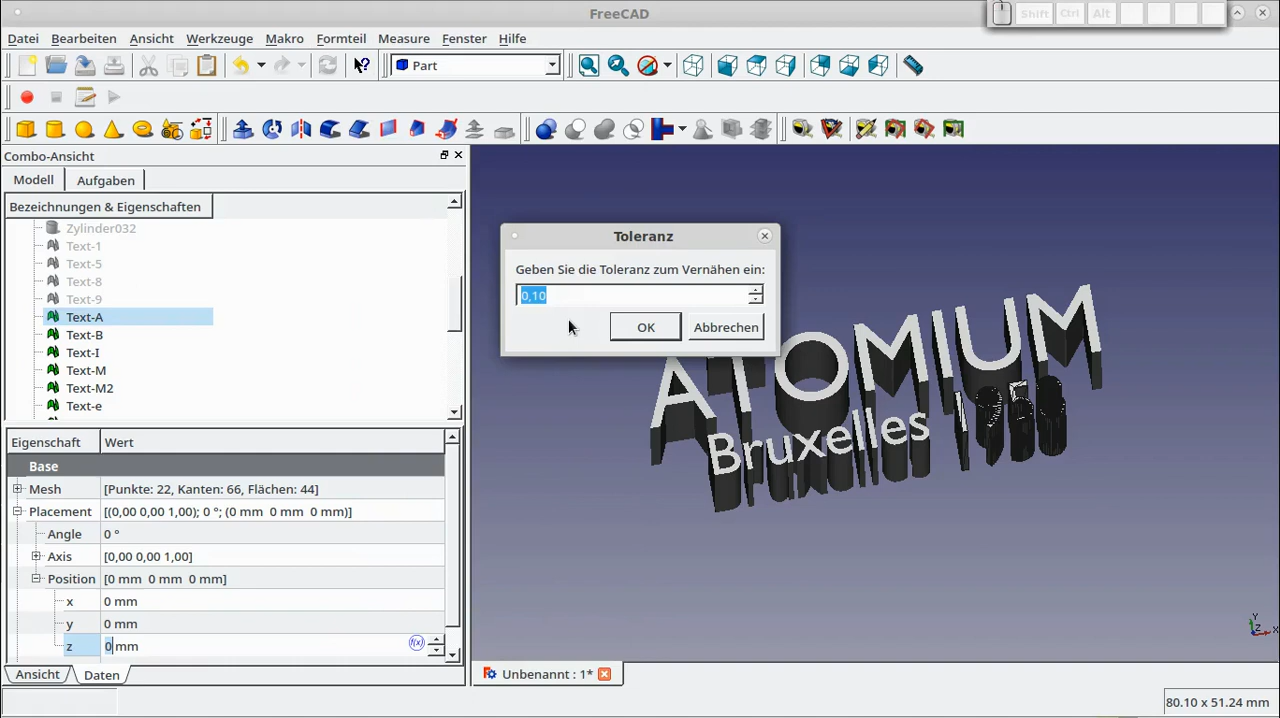 FreeCAD
Shift Ctrl Alt
Datei Bearbeiten Ansicht Werkzeuge Makro Formteil Measure Fenster Hilfe
Part
Combo-Ansicht
Modell Aufgaben
Bezeichnungen & Eigenschaften
Zylinder032
Text-1
Text-5
Text-8
Text-9
Text-A
Text-B
Text-I
Text-M
Text-M2
Text-e
Eigenschaft Wert
Base
Mesh [Punkte: 22, Kanten: 66, Flächen: 44]
Placement [(0,00 0,00 1,00); 0 °; (0 mm 0 mm 0 mm)]
Angle 0 °
Axis [0,00 0,00 1,00]
Position [0 mm 0 mm 0 mm]
x 0 mm
y 0 mm
z 0 mm
f(x)
Ansicht Daten
Toleranz
Geben Sie die Toleranz zum Vernähen ein:
0,10
OK Abbrechen
ATOMIUM
Bruxelles
Y
Z X
Unbenannt : 1*
80.10 x 51.24 mm